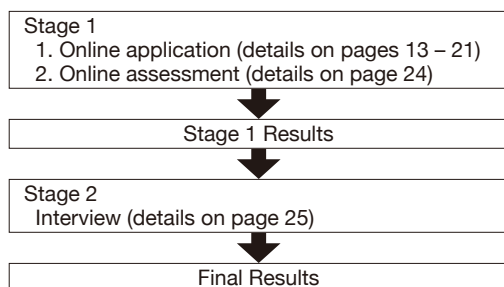 Stage 1
1. Online application (details on pages 13 – 21)
2. Online assessment (details on page 24)
Stage 1 Results
Stage 2
Interview (details on page 25)
Final Results